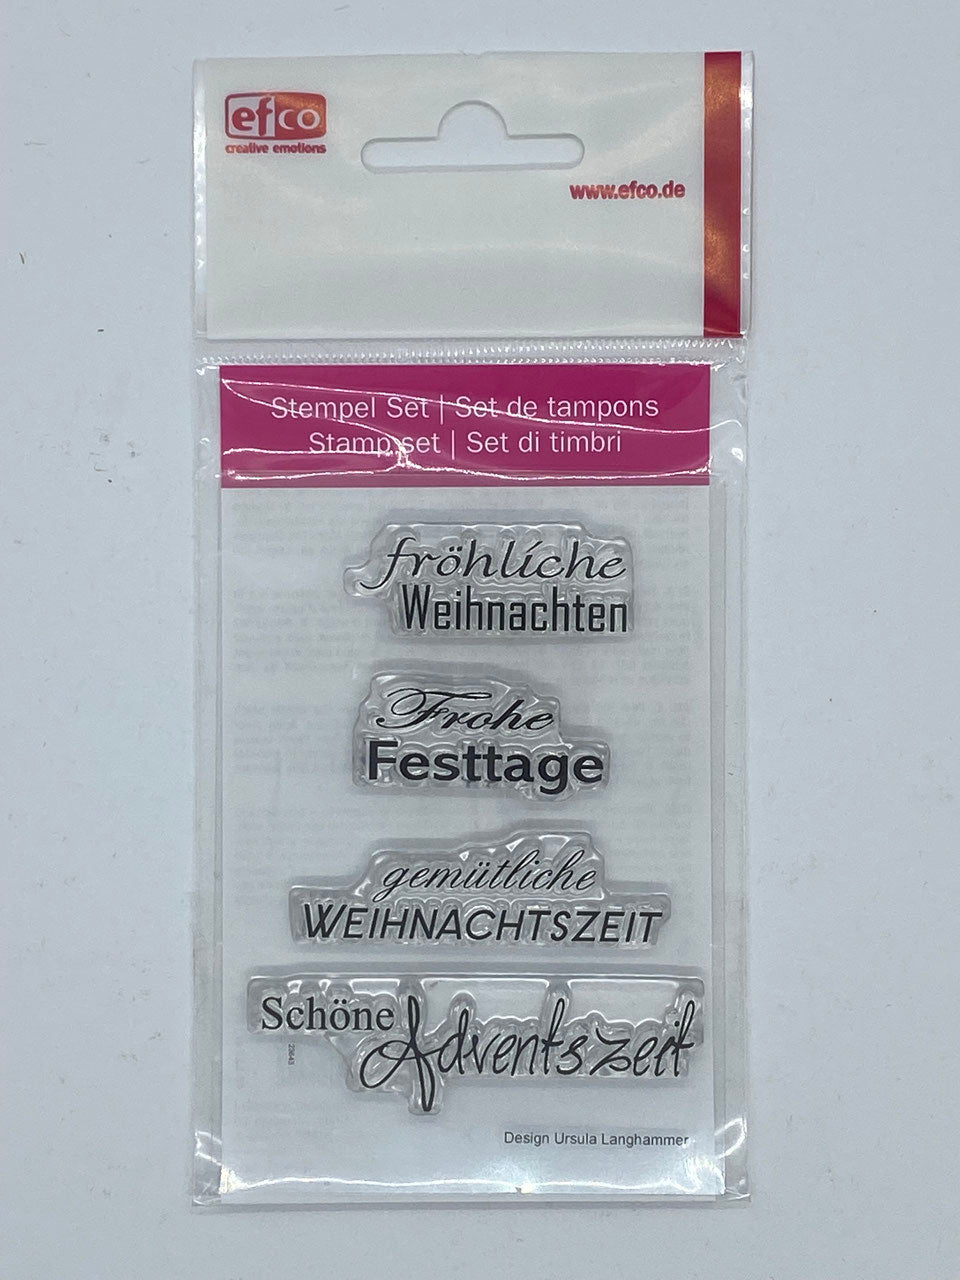 efco
creative emotions
www.efco.de
Stempel Set | Set de tampons
Stamp set | Set di timbri
fröhliche
Weihnachten
Frohe
Festtage
gemütliche
WEIHNACHTSZEIT
Schöne Adventszeit
Design Ursula Langhammer